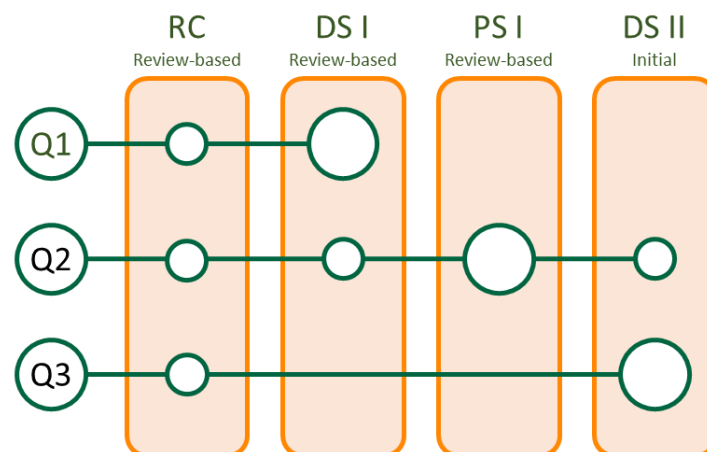 RC DS I PS I DS II
Review-based Review-based Review-based Initial
Q1
Q2
Q3